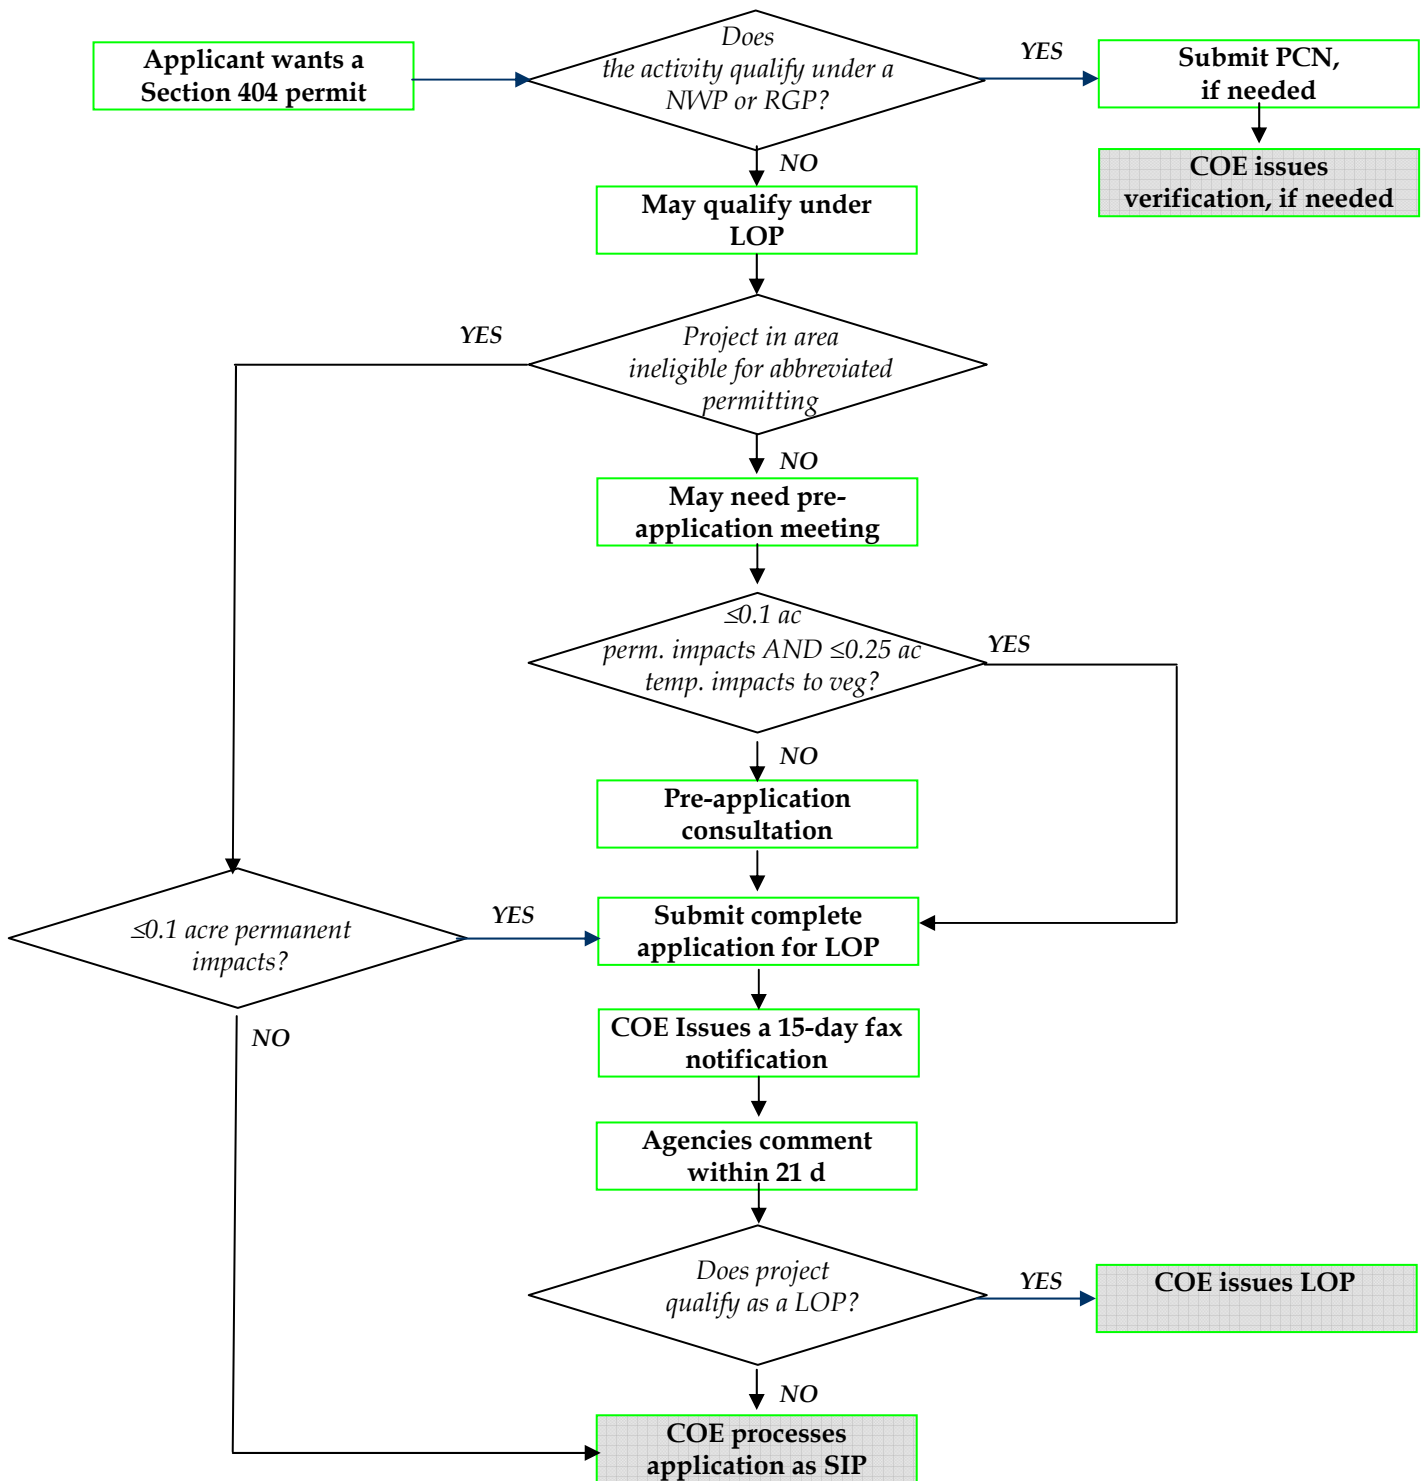 Applicant wants a
Section 404 permit
Does
the activity qualify under a
NWP or RGP?
YES
Submit PCN,
if needed
COE issues
verification, if needed
NO
May qualify under
LOP
YES
Project in area
ineligible for abbreviated
permitting
NO
May need pre-
application meeting
≤0.1 ac
perm. impacts AND ≤0.25 ac
temp. impacts to veg?
YES
NO
Pre-application
consultation
≤0.1 acre permanent
impacts?
YES
Submit complete
application for LOP
NO
COE Issues a 15-day fax
notification
Agencies comment
within 21 d
Does project
qualify as a LOP?
YES
COE issues LOP
NO
COE processes
application as SIP